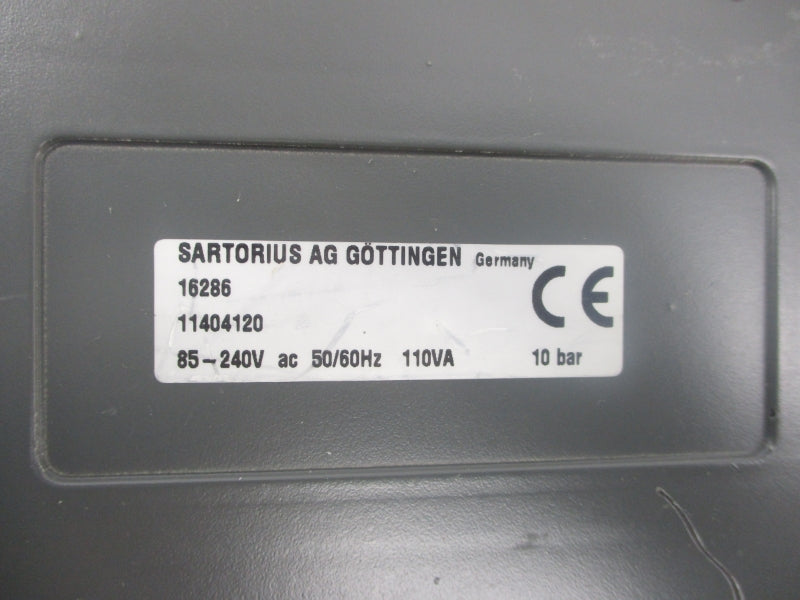 SARTORIUS AG GÖTTINGEN Germany
16286
11404120
85-240V ac 50/60Hz 110VA 10 bar
CE